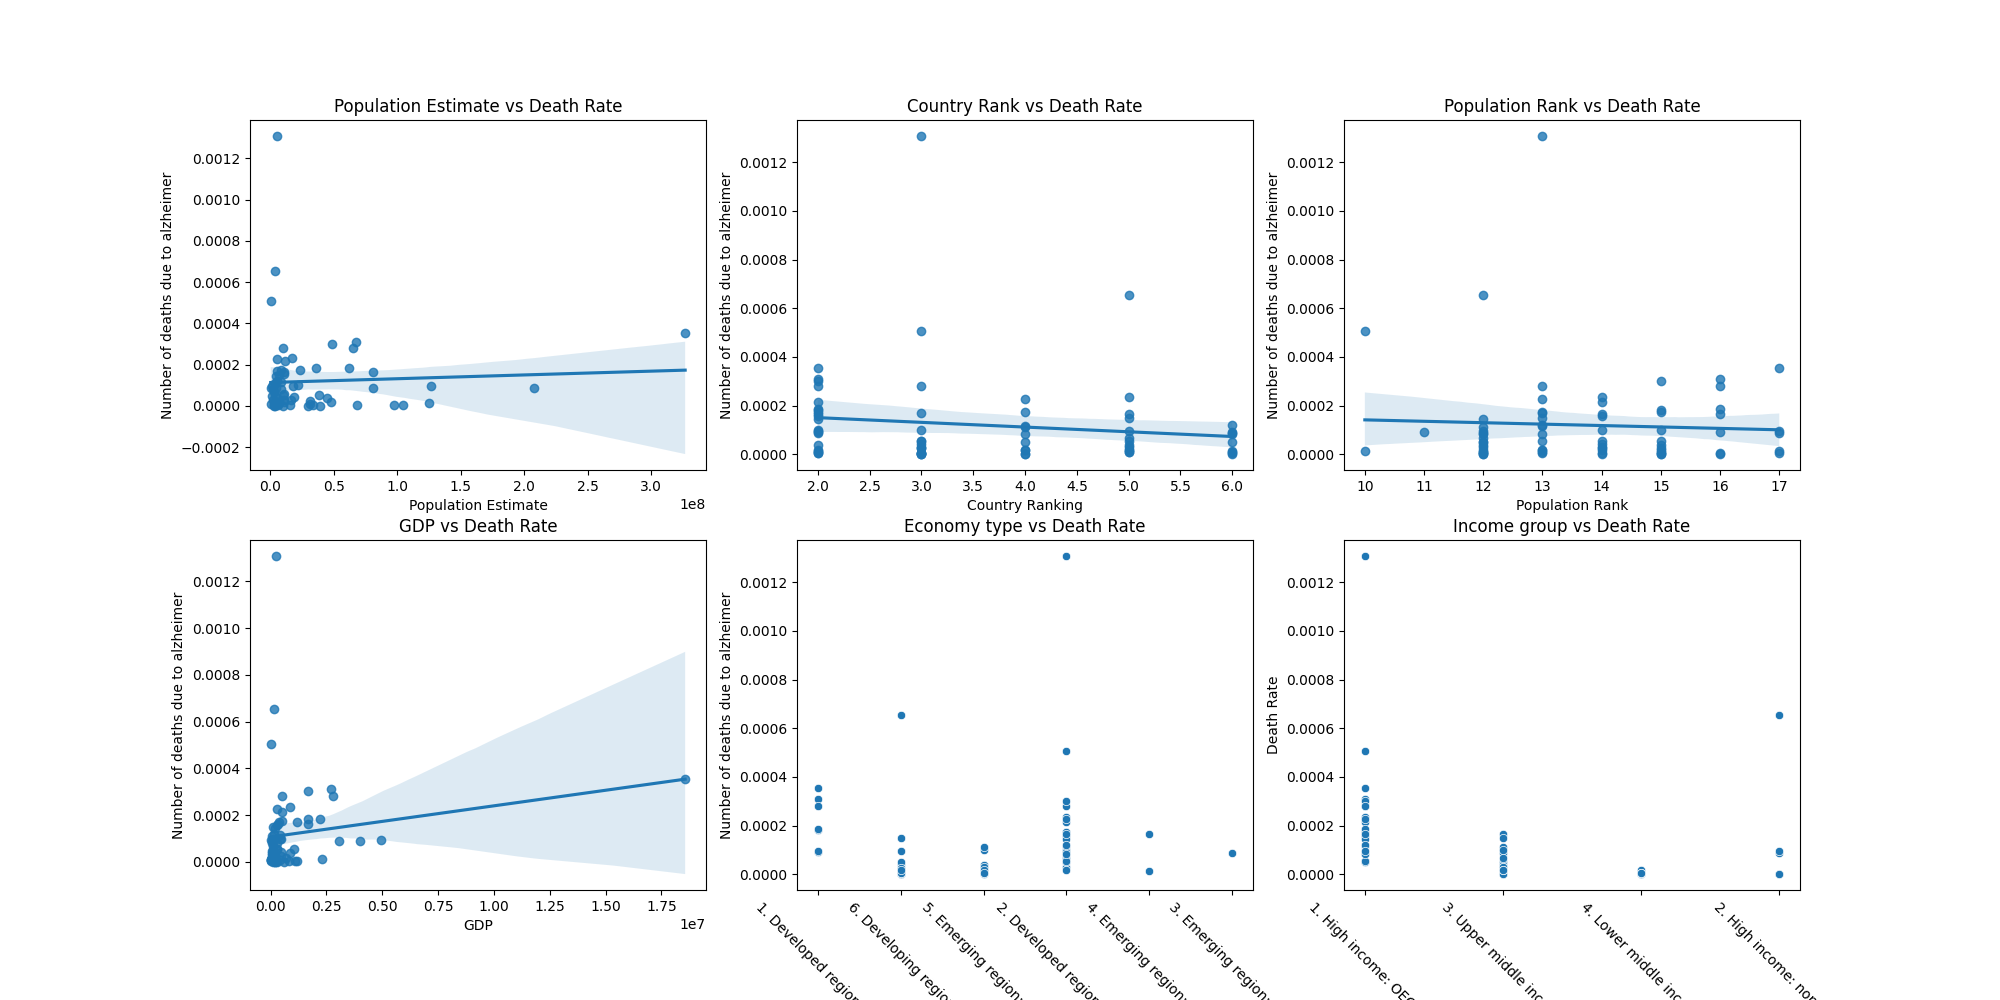 Population Estimate vs Death Rate
Number of deaths due to alzheimer
0.0012
0.0010
0.0008
0.0006
0.0004
0.0002
0.0000
−0.0002
0.0 0.5 1.0 1.5 2.0 2.5 3.0
1e8
Population Estimate
Country Rank vs Death Rate
Number of deaths due to alzheimer
0.0012
0.0010
0.0008
0.0006
0.0004
0.0002
0.0000
2.0 2.5 3.0 3.5 4.0 4.5 5.0 5.5 6.0
Country Ranking
Population Rank vs Death Rate
Number of deaths due to alzheimer
0.0012
0.0010
0.0008
0.0006
0.0004
0.0002
0.0000
10 11 12 13 14 15 16 17
Population Rank
GDP vs Death Rate
Number of deaths due to alzheimer
0.0012
0.0010
0.0008
0.0006
0.0004
0.0002
0.0000
0.00 0.25 0.50 0.75 1.00 1.25 1.50 1.75
1e7
GDP
Economy type vs Death Rate
Number of deaths due to alzheimer
0.0012
0.0010
0.0008
0.0006
0.0004
0.0002
0.0000
1. Developed region
6. Developing regio
5. Emerging region:
2. Developed region
4. Emerging region:
3. Emerging region:
Income group vs Death Rate
Death Rate
0.0012
0.0010
0.0008
0.0006
0.0004
0.0002
0.0000
1. High income: OEC
3. Upper middle inc
4. Lower middle inc
2. High income: non